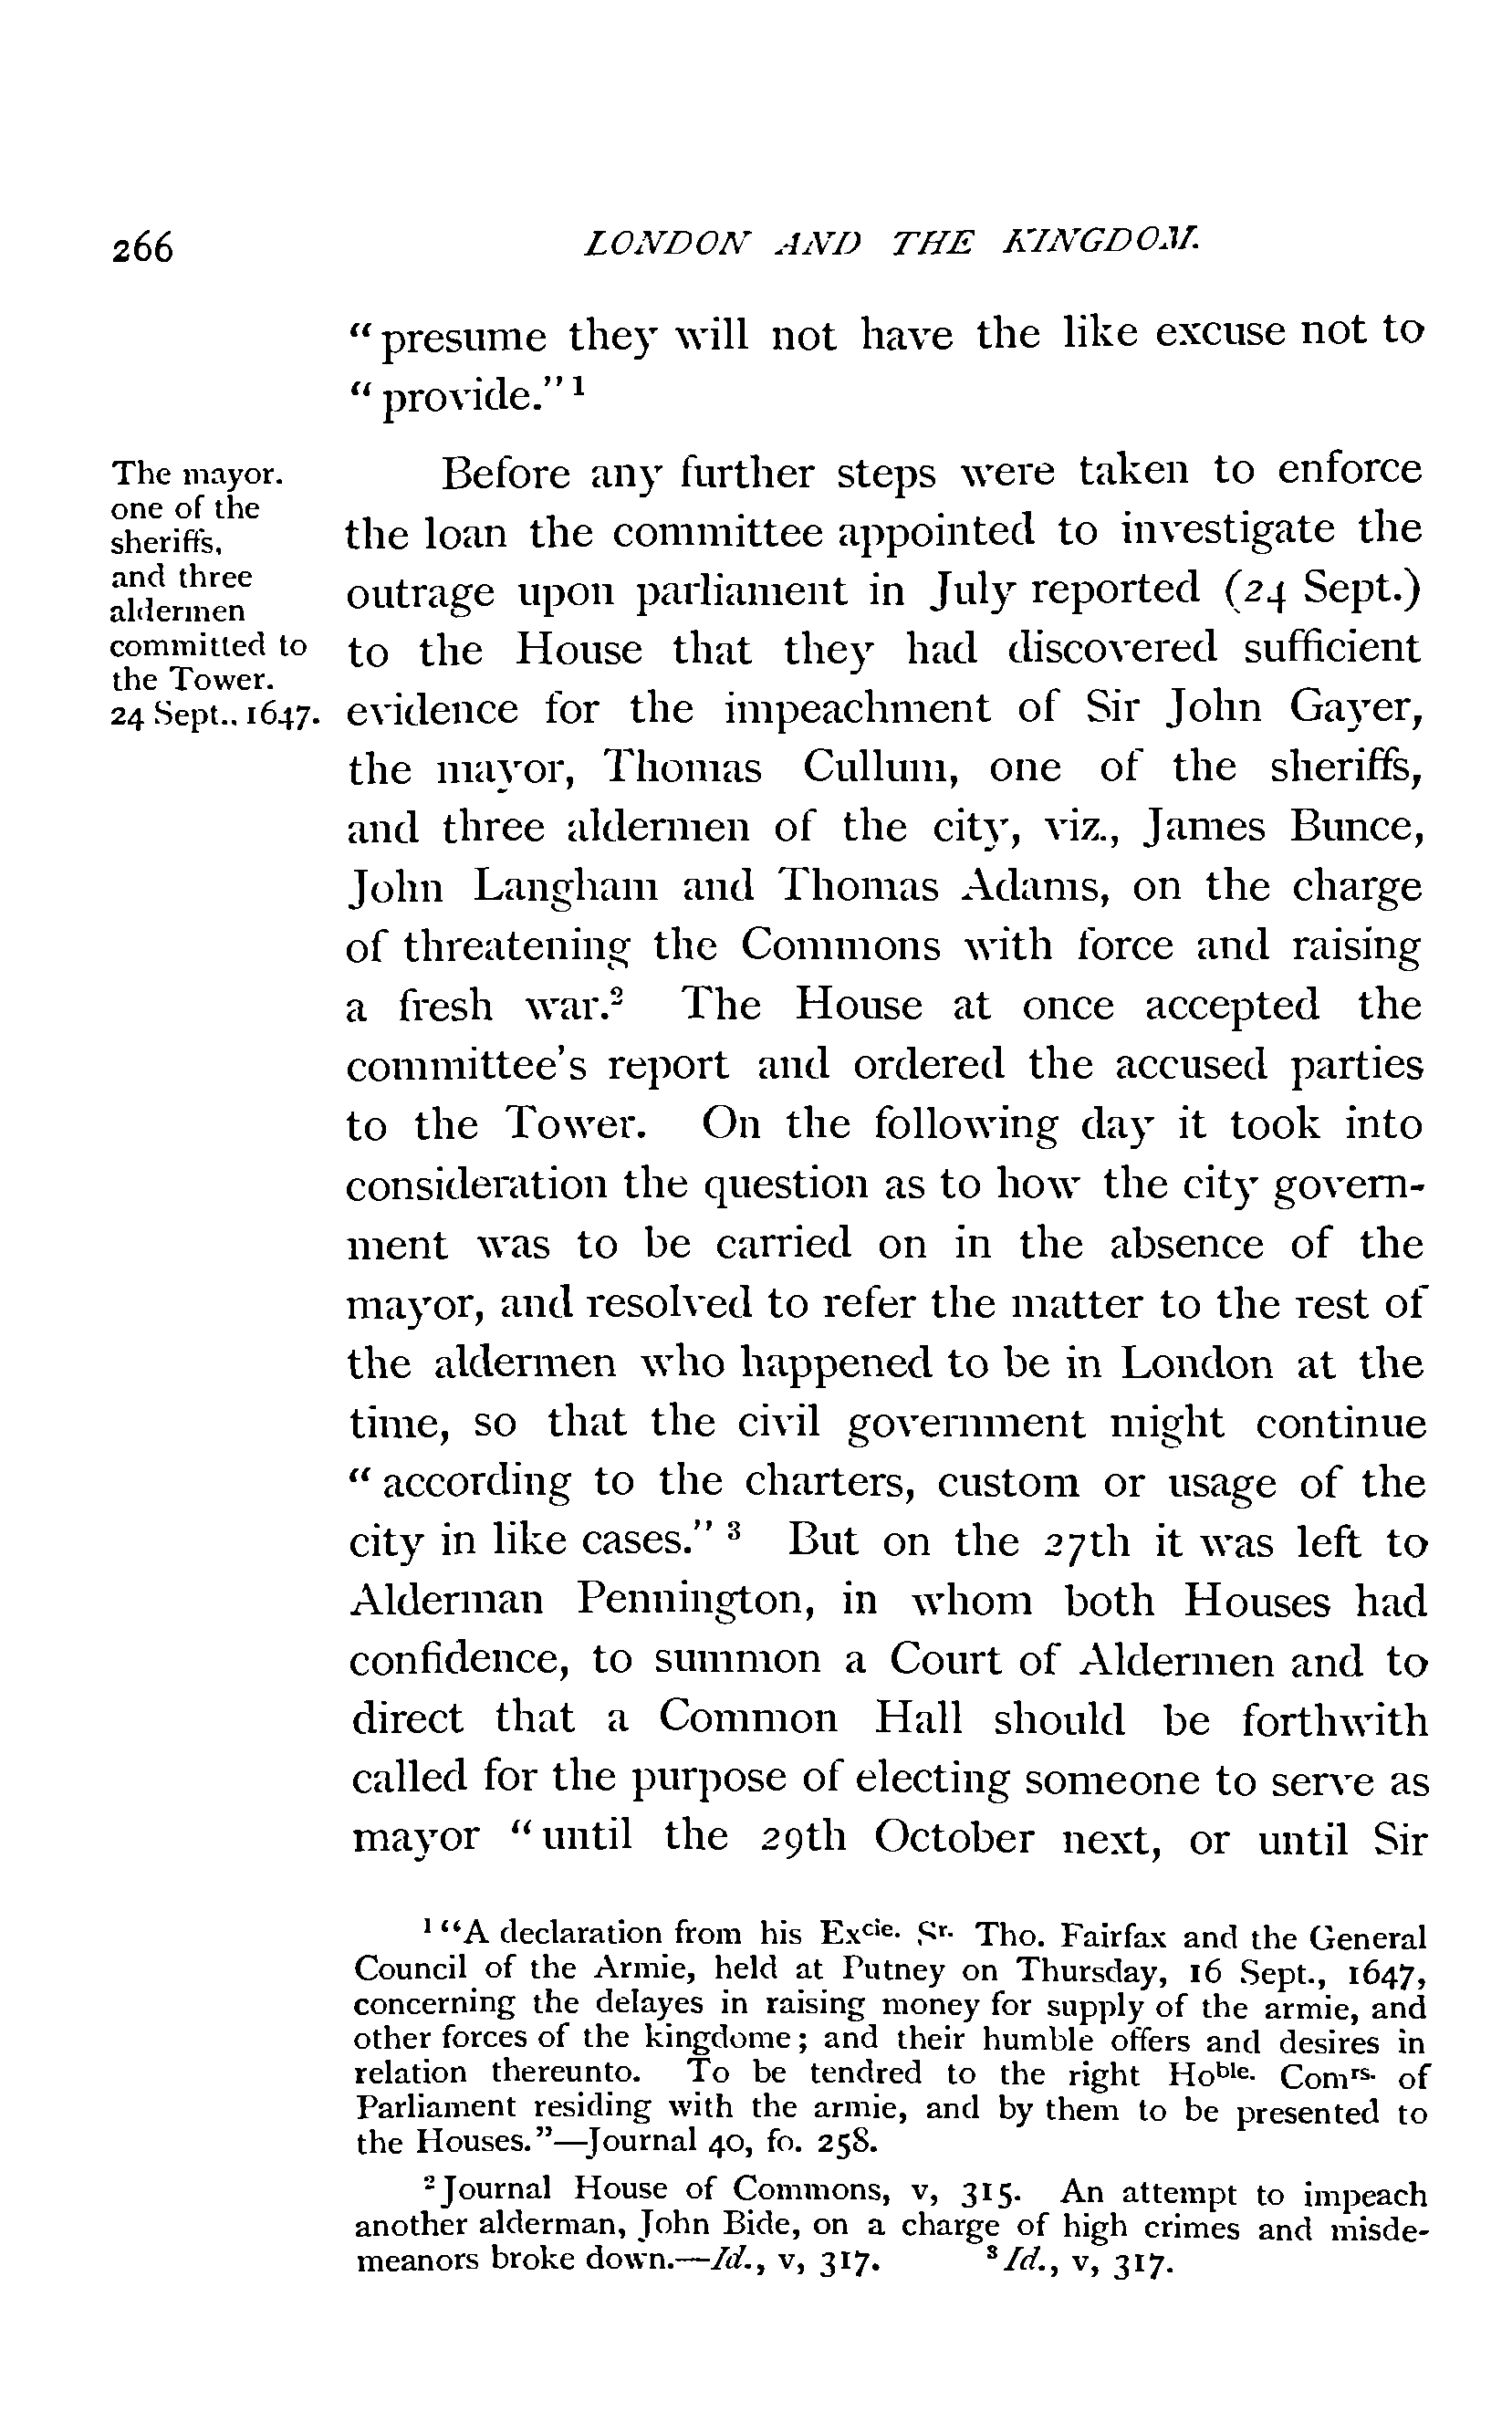 266 LONDON AND THE KINGDOM.
“presume they will not have the like excuse not to
“provide.”¹
The mayor.
one of the
sheriffs,
and three
aldermen
committed to
the Tower.
24 Sept., 1647.
Before any further steps were taken to enforce
the loan the committee appointed to investigate the
outrage upon parliament in July reported (24 Sept.)
to the House that they had discovered sufficient
evidence for the impeachment of Sir John Gayer,
the mayor, Thomas Cullum, one of the sheriffs,
and three aldermen of the city, viz., James Bunce,
John Langham and Thomas Adams, on the charge
of threatening the Commons with force and raising
a fresh war.² The House at once accepted the
committee’s report and ordered the accused parties
to the Tower. On the following day it took into
consideration the question as to how the city govern-
ment was to be carried on in the absence of the
mayor, and resolved to refer the matter to the rest of
the aldermen who happened to be in London at the
time, so that the civil government might continue
“according to the charters, custom or usage of the
city in like cases.” ³ But on the 27th it was left to
Alderman Pennington, in whom both Houses had
confidence, to summon a Court of Aldermen and to
direct that a Common Hall should be forthwith
called for the purpose of electing someone to serve as
mayor “until the 29th October next, or until Sir
¹ “A declaration from his Excie. Sr. Tho. Fairfax and the General
Council of the Armie, held at Putney on Thursday, 16 Sept., 1647,
concerning the delayes in raising money for supply of the armie, and
other forces of the kingdome; and their humble offers and desires in
relation thereunto. To be tendred to the right Hoble. Comrs. of
Parliament residing with the armie, and by them to be presented to
the Houses.”—Journal 40, fo. 258.
² Journal House of Commons, v, 315. An attempt to impeach
another alderman, John Bide, on a charge of high crimes and misde-
meanors broke down.—Id., v, 317. ³ Id., v, 317.